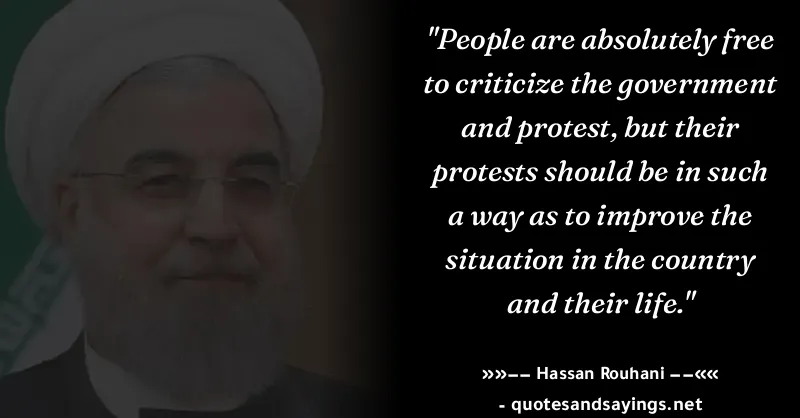 "People are absolutely free
to criticize the government
and protest, but their
protests should be in such
a way as to improve the
situation in the country
and their life."
»»−− Hassan Rouhani −−««
- quotesandsayings.net